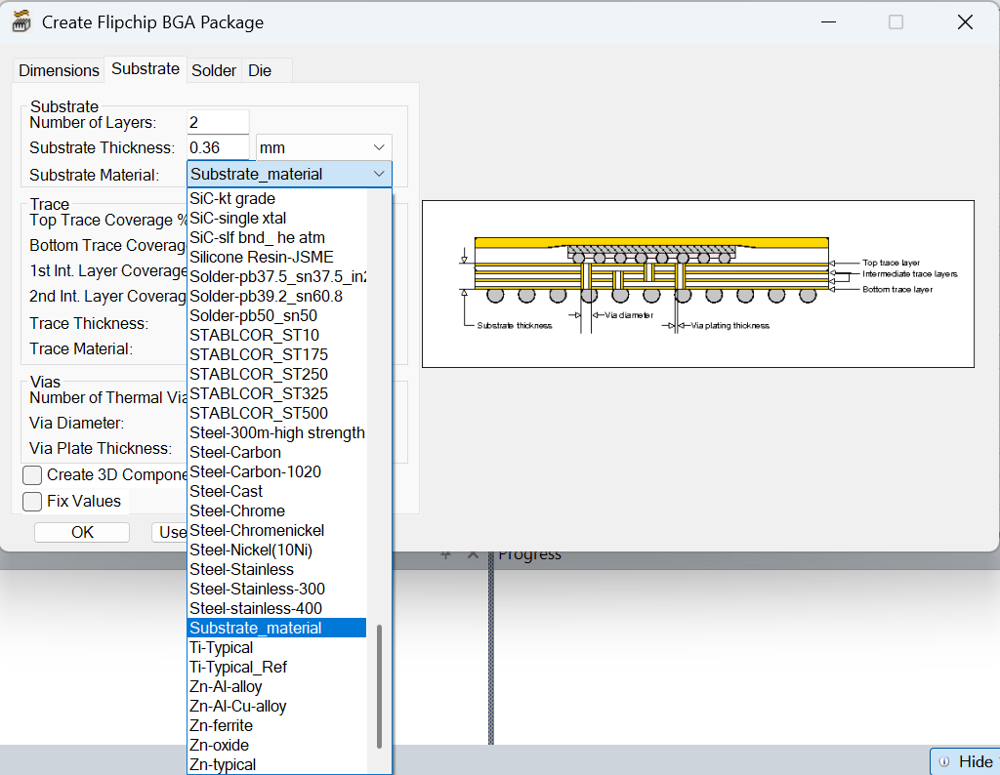 Create Flipchip BGA Package
Dimensions Substrate Solder Die
Substrate
Number of Layers: 2
Substrate Thickness: 0.36 mm
Substrate Material: Substrate_material
Trace
Top Trace Coverage %
Bottom Trace Coverag
1st Int. Layer Coverage
2nd Int. Layer Coverag
Trace Thickness:
Trace Material:
Vias
Number of Thermal Via
Via Diameter:
Via Plate Thickness:
Create 3D Compone
Fix Values
OK Use
SiC-kt grade
SiC-single xtal
SiC-slf bnd_ he atm
Silicone Resin-JSME
Solder-pb37.5_sn37.5_in2
Solder-pb39.2_sn60.8
Solder-pb50_sn50
STABLCOR_ST10
STABLCOR_ST175
STABLCOR_ST250
STABLCOR_ST325
STABLCOR_ST500
Steel-300m-high strength
Steel-Carbon
Steel-Carbon-1020
Steel-Cast
Steel-Chrome
Steel-Chromenickel
Steel-Nickel(10Ni)
Steel-Stainless
Steel-Stainless-300
Steel-stainless-400
Substrate_material
Ti-Typical
Ti-Typical_Ref
Zn-Al-alloy
Zn-Al-Cu-alloy
Zn-ferrite
Zn-oxide
Zn-typical
Top trace layer
Intermediate trace layers
Bottom trace layer
Substrate thickness
Via diameter
Via plating thickness
Progress
Hide